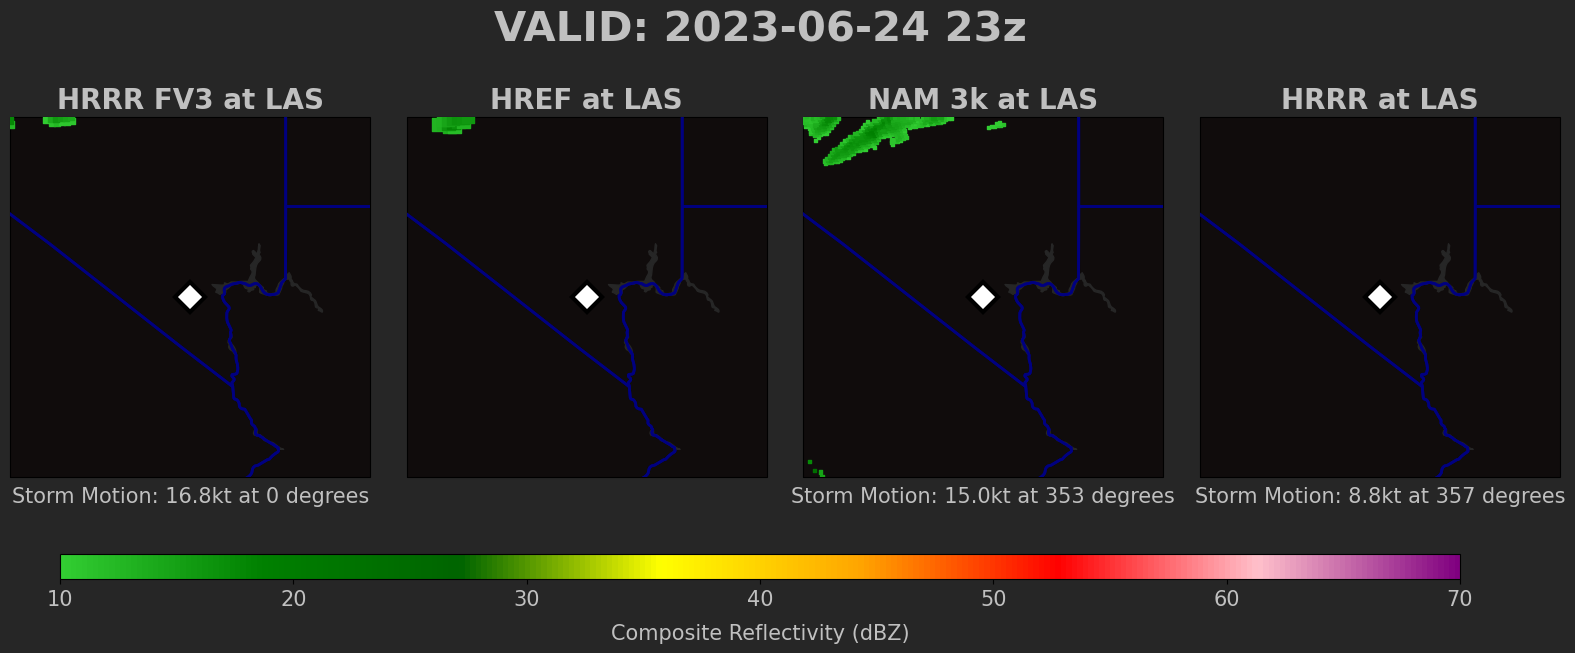 VALID: 2023-06-24 23z
HRRR FV3 at LAS
HREF at LAS
NAM 3k at LAS
HRRR at LAS
Storm Motion: 16.8kt at 0 degrees
Storm Motion: 15.0kt at 353 degrees
Storm Motion: 8.8kt at 357 degrees
10 20 30 40 50 60 70
Composite Reflectivity (dBZ)